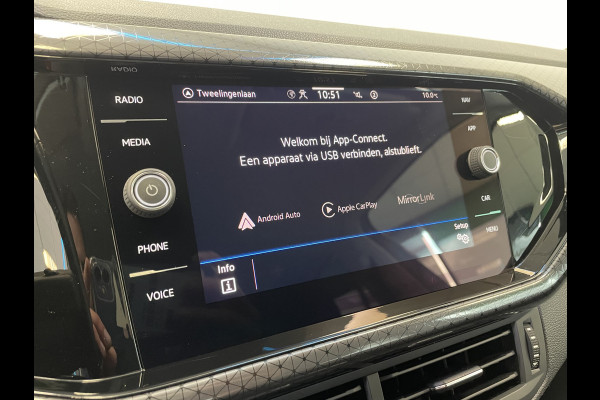 RADIO
MEDIA
PHONE
VOICE
Tweelingenlaan
10:51
2
10.0°C
Welkom bij App-Connect.
Een apparaat via USB verbinden, alstublieft.
Android Auto
Apple CarPlay
MirrorLink
Info
Setup
NAV
APP
CAR
MENU